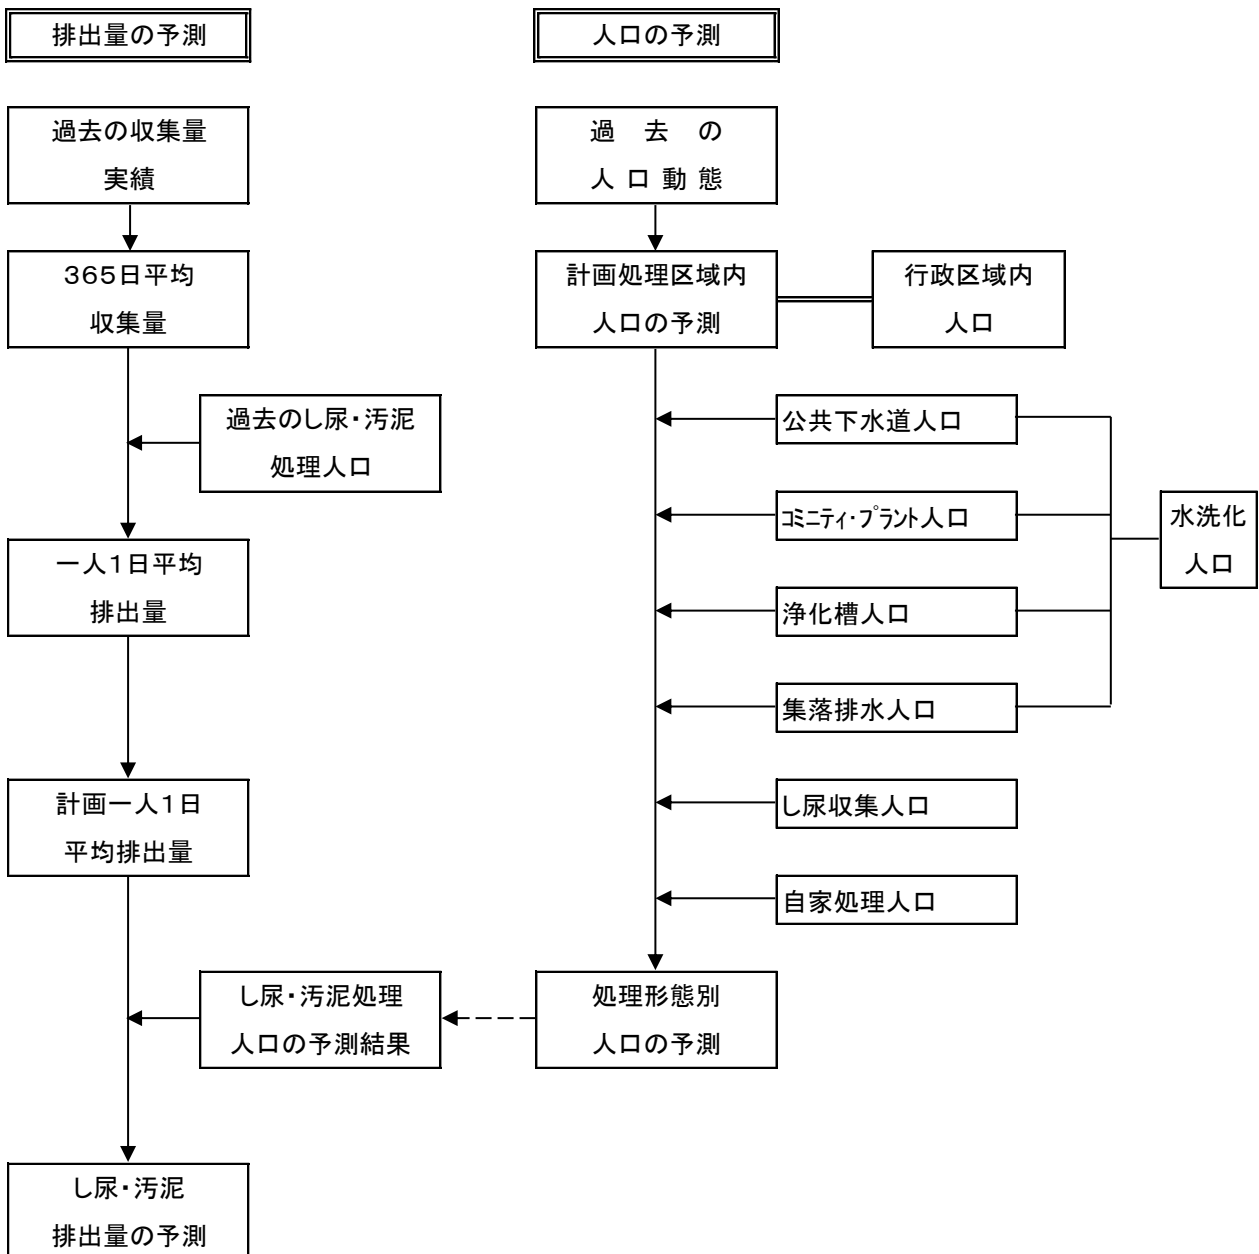 排出量の予測
過去の収集量
実績
365日平均
収集量
過去のし尿・汚泥
処理人口
一人1日平均
排出量
計画一人1日
平均排出量
し尿・汚泥処理
人口の予測結果
し尿・汚泥
排出量の予測
人口の予測
過 去 の
人 口 動 態
計画処理区域内
人口の予測
行政区域内
人口
公共下水道人口
コミニティ・プラント人口
浄化槽人口
集落排水人口
水洗化
人口
し尿収集人口
自家処理人口
処理形態別
人口の予測